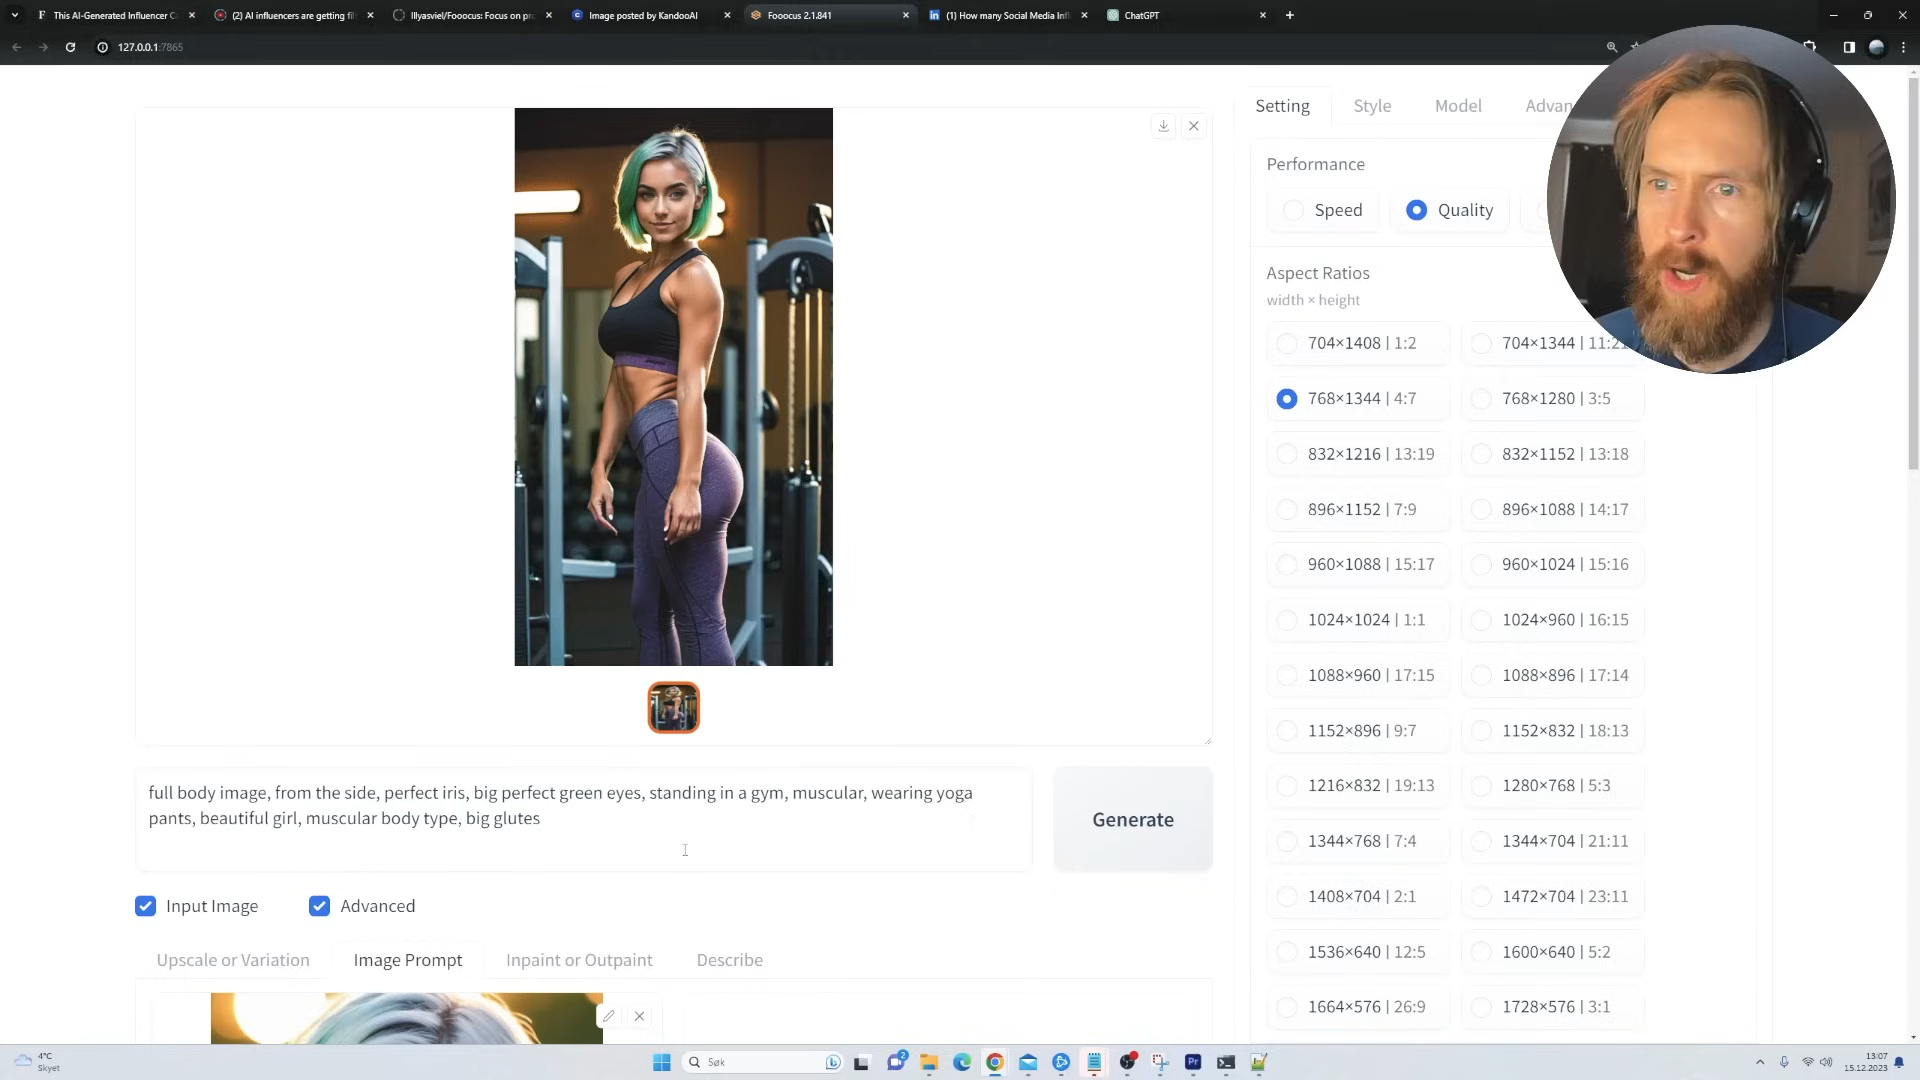 This AI-Generated Influencer C
(2) AI influencers are getting fil
lllyasviel/Fooocus: Focus on pr
Image posted by KandooAI
Fooocus 2.1.841
(1) How many Social Media Infl
ChatGPT
127.0.0.1:7865
Setting
Style
Model
Advan
Performance
Speed
Quality
Aspect Ratios
width × height
704×1408 | 1:2
704×1344 | 11:21
768×1344 | 4:7
768×1280 | 3:5
832×1216 | 13:19
832×1152 | 13:18
896×1152 | 7:9
896×1088 | 14:17
960×1088 | 15:17
960×1024 | 15:16
1024×1024 | 1:1
1024×960 | 16:15
1088×960 | 17:15
1088×896 | 17:14
1152×896 | 9:7
1152×832 | 18:13
1216×832 | 19:13
1280×768 | 5:3
1344×768 | 7:4
1344×704 | 21:11
1408×704 | 2:1
1472×704 | 23:11
1536×640 | 12:5
1600×640 | 5:2
1664×576 | 26:9
1728×576 | 3:1
full body image, from the side, perfect iris, big perfect green eyes, standing in a gym, muscular, wearing yoga
pants, beautiful girl, muscular body type, big glutes
Generate
Input Image
Advanced
Upscale or Variation
Image Prompt
Inpaint or Outpaint
Describe
4°C
Skyet
Søk
2
Pr
13:07
15.12.2023